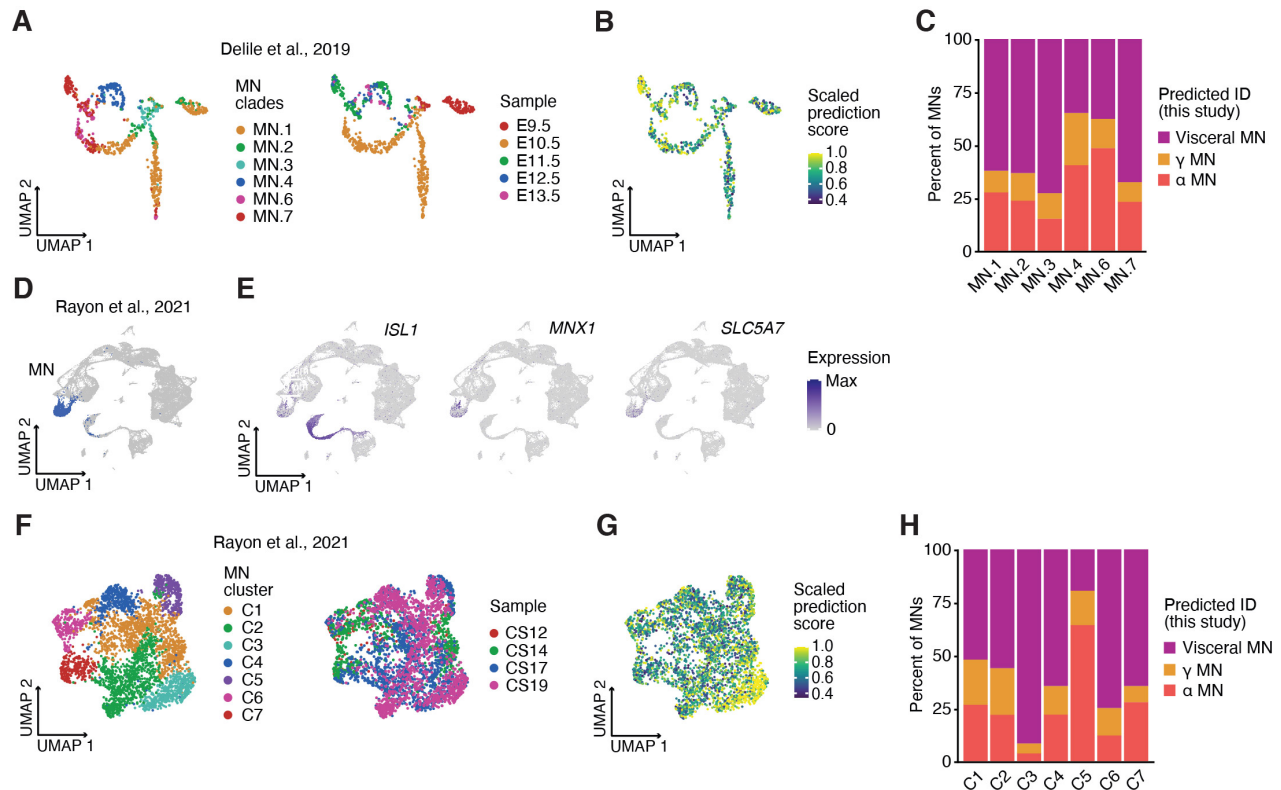 A
Delile et al., 2019
MN
clades
MN.1
MN.2
MN.3
MN.4
MN.6
MN.7
UMAP 2
UMAP 1
Sample
E9.5
E10.5
E11.5
E12.5
E13.5
B
Scaled
prediction
score
1.0
0.8
0.6
0.4
UMAP 2
UMAP 1
C
Percent of MNs
100
75
50
25
0
MN.1
MN.2
MN.3
MN.4
MN.6
MN.7
Predicted ID
(this study)
Visceral MN
γ MN
α MN
D
Rayon et al., 2021
MN
UMAP 2
UMAP 1
E
ISL1
MNX1
SLC5A7
Expression
Max
0
UMAP 2
UMAP 1
F
Rayon et al., 2021
MN
cluster
C1
C2
C3
C4
C5
C6
C7
UMAP 2
UMAP 1
Sample
CS12
CS14
CS17
CS19
G
Scaled
prediction
score
1.0
0.8
0.6
0.4
UMAP 2
UMAP 1
H
Percent of MNs
100
75
50
25
0
C1
C2
C3
C4
C5
C6
C7
Predicted ID
(this study)
Visceral MN
γ MN
α MN